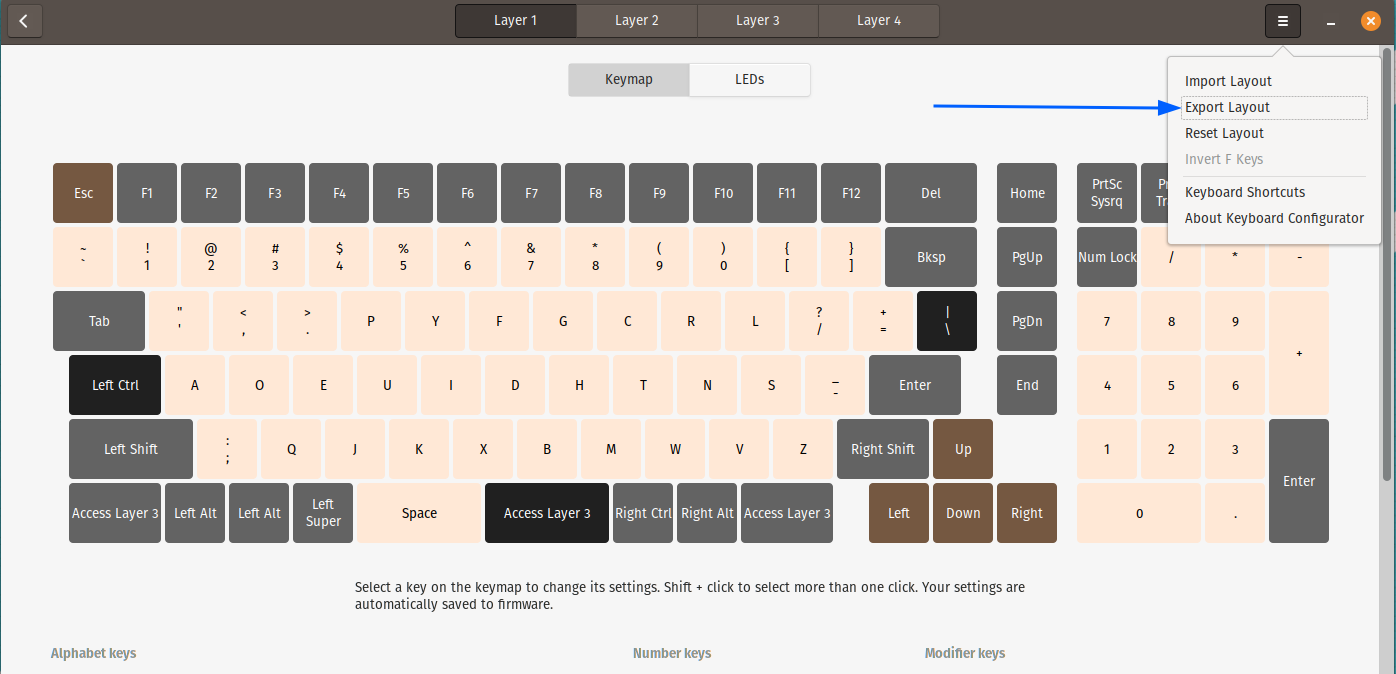 Layer 1 Layer 2 Layer 3 Layer 4
Keymap LEDs
Import Layout
Export Layout
Reset Layout
Invert F Keys
Keyboard Shortcuts
About Keyboard Configurator
Esc F1 F2 F3 F4 F5 F6 F7 F8 F9 F10 F11 F12 Del Home PrtSc
Sysrq
~ ! @ # $ % ^ & * ( ) { }
` 1 2 3 4 5 6 7 8 9 0 [ ] Bksp PgUp Num Lock / * -
" < > ? + |
Tab ' , . P Y F G C R L / = \ PgDn 7 8 9 +
Left Ctrl A O E U I D H T N S _ Enter End 4 5 6
-
Left Shift : Q J K X B M W V Z Right Shift Up 1 2 3 Enter
;
Access Layer 3 Left Alt Left Alt Left Space Access Layer 3 Right Ctrl Right Alt Access Layer 3 Left Down Right 0 .
Super
Select a key on the keymap to change its settings. Shift + click to select more than one click. Your settings are
automatically saved to firmware.
Alphabet keys Number keys Modifier keys